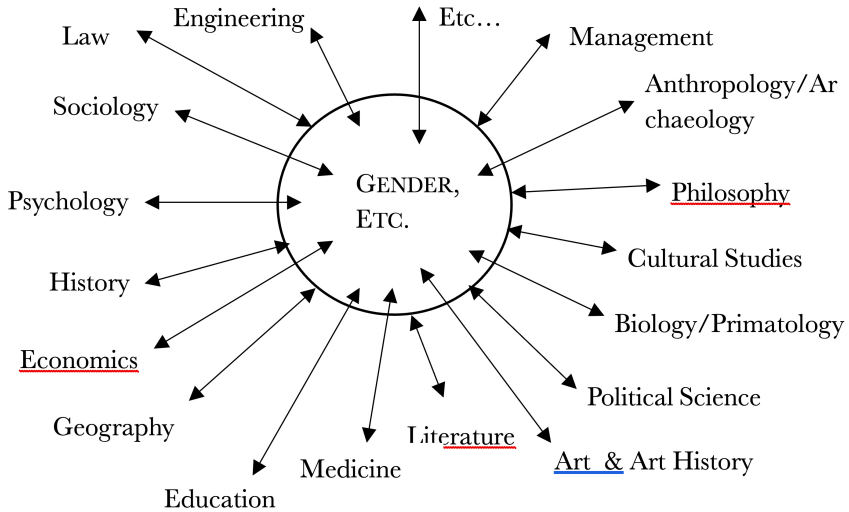 Engineering
Etc…
Law
Management
Anthropology/Ar
chaeology
Sociology
GENDER,
ETC.
Psychology
Philosophy
Cultural Studies
History
Biology/Primatology
Economics
Political Science
Geography
Literature
Art & Art History
Medicine
Education